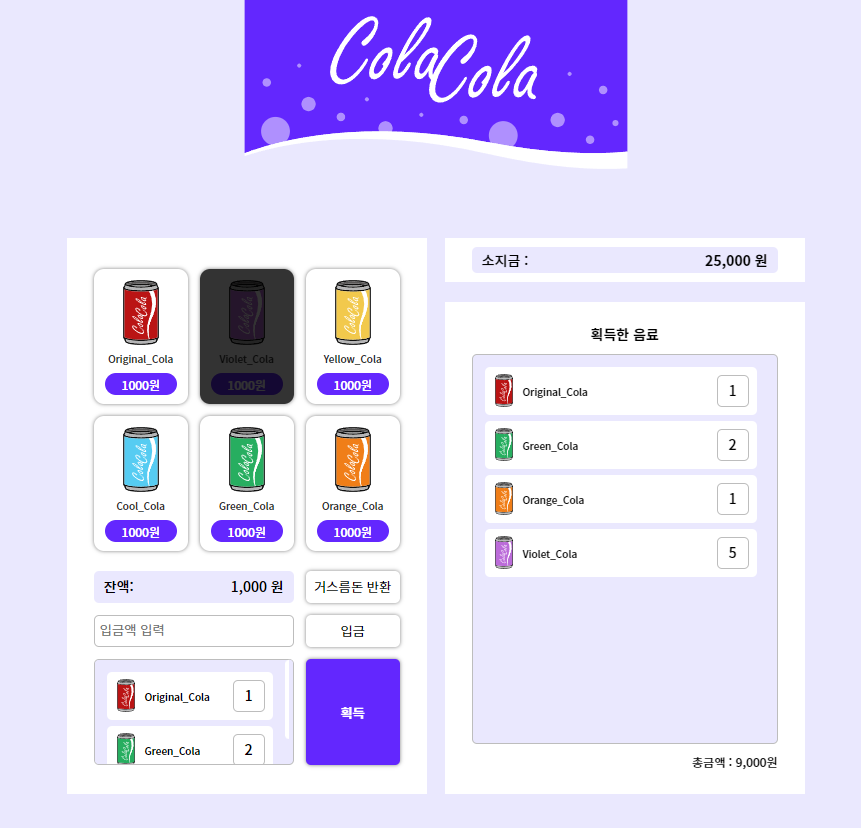 ColaCola
Original_Cola
Violet_Cola
Yellow_Cola
1000원
1000원
1000원
Cool_Cola
Green_Cola
Orange_Cola
1000원
1000원
1000원
잔액:
1,000 원
거스름돈 반환
입금액 입력
입금
Original_Cola
1
Green_Cola
2
획득
소지금 :
25,000 원
획득한 음료
Original_Cola
1
Green_Cola
2
Orange_Cola
1
Violet_Cola
5
총금액 : 9,000원